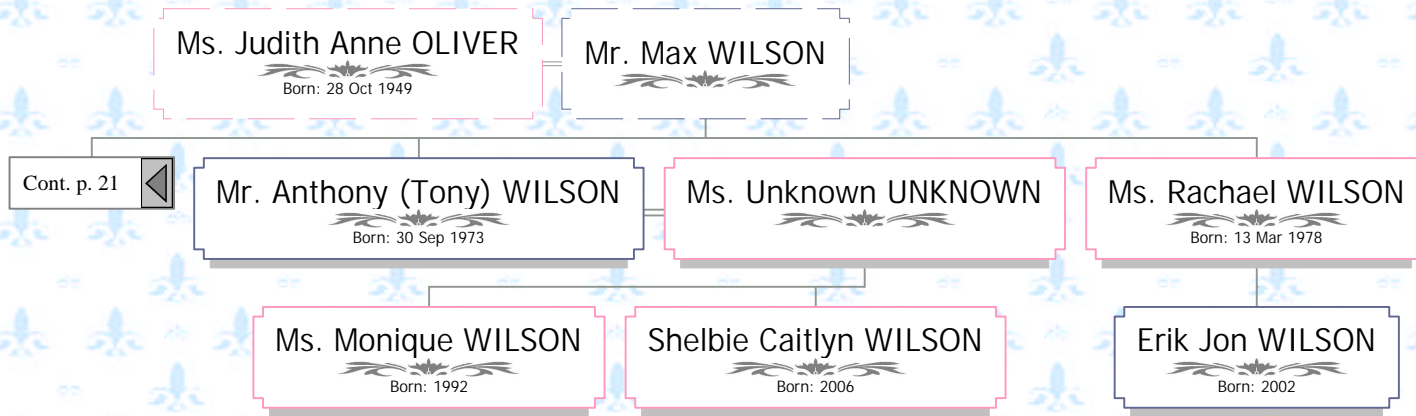 Ms. Judith Anne OLIVER
Born: 28 Oct 1949
Mr. Max WILSON
Cont. p. 21
Mr. Anthony (Tony) WILSON
Born: 30 Sep 1973
Ms. Unknown UNKNOWN
Ms. Rachael WILSON
Born: 13 Mar 1978
Ms. Monique WILSON
Born: 1992
Shelbie Caitlyn WILSON
Born: 2006
Erik Jon WILSON
Born: 2002